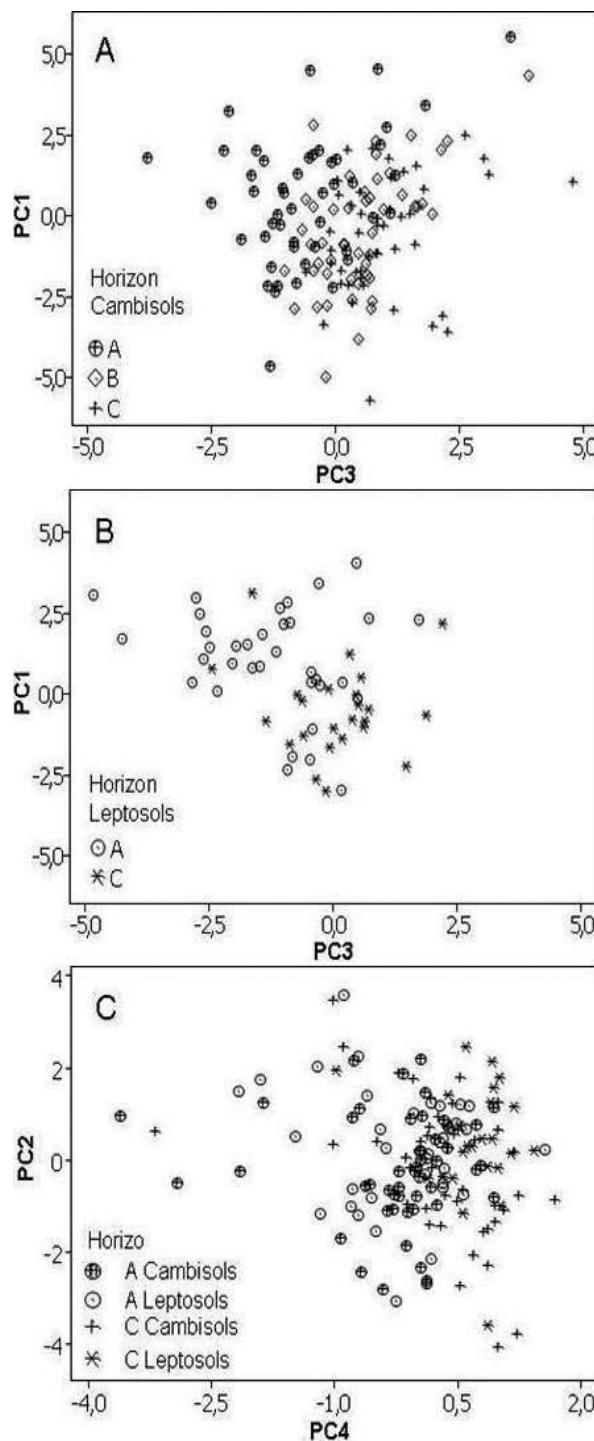 A
5,0
2,5
0,0
-2,5
-5,0
PC1
Horizon
Cambisols
A
B
C
-5,0 -2,5 0,0 2,5 5,0
PC3
B
5,0
2,5
0,0
-2,5
-5,0
PC1
Horizon
Leptosols
A
C
-5,0 -2,5 0,0 2,5 5,0
PC3
C
4
2
0
-2
-4
PC2
Horizo
A Cambisols
A Leptosols
C Cambisols
C Leptosols
-4,0 -2,5 -1,0 0,5 2,0
PC4